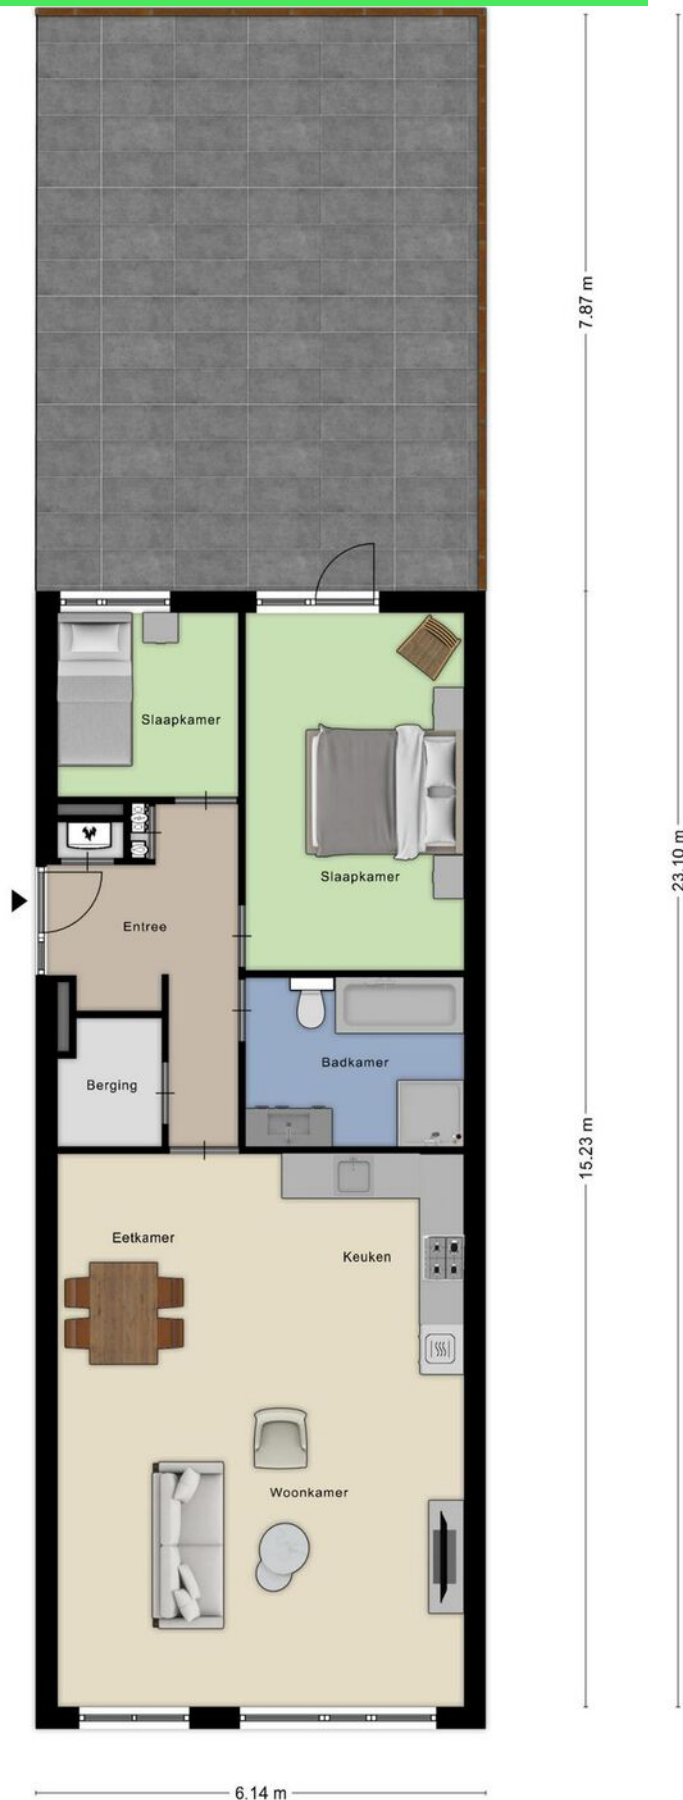 7.87 m
Slaapkamer
Slaapkamer
23.10 m
Entree
Badkamer
Berging
15.23 m
Eetkamer
Keuken
Woonkamer
6.14 m